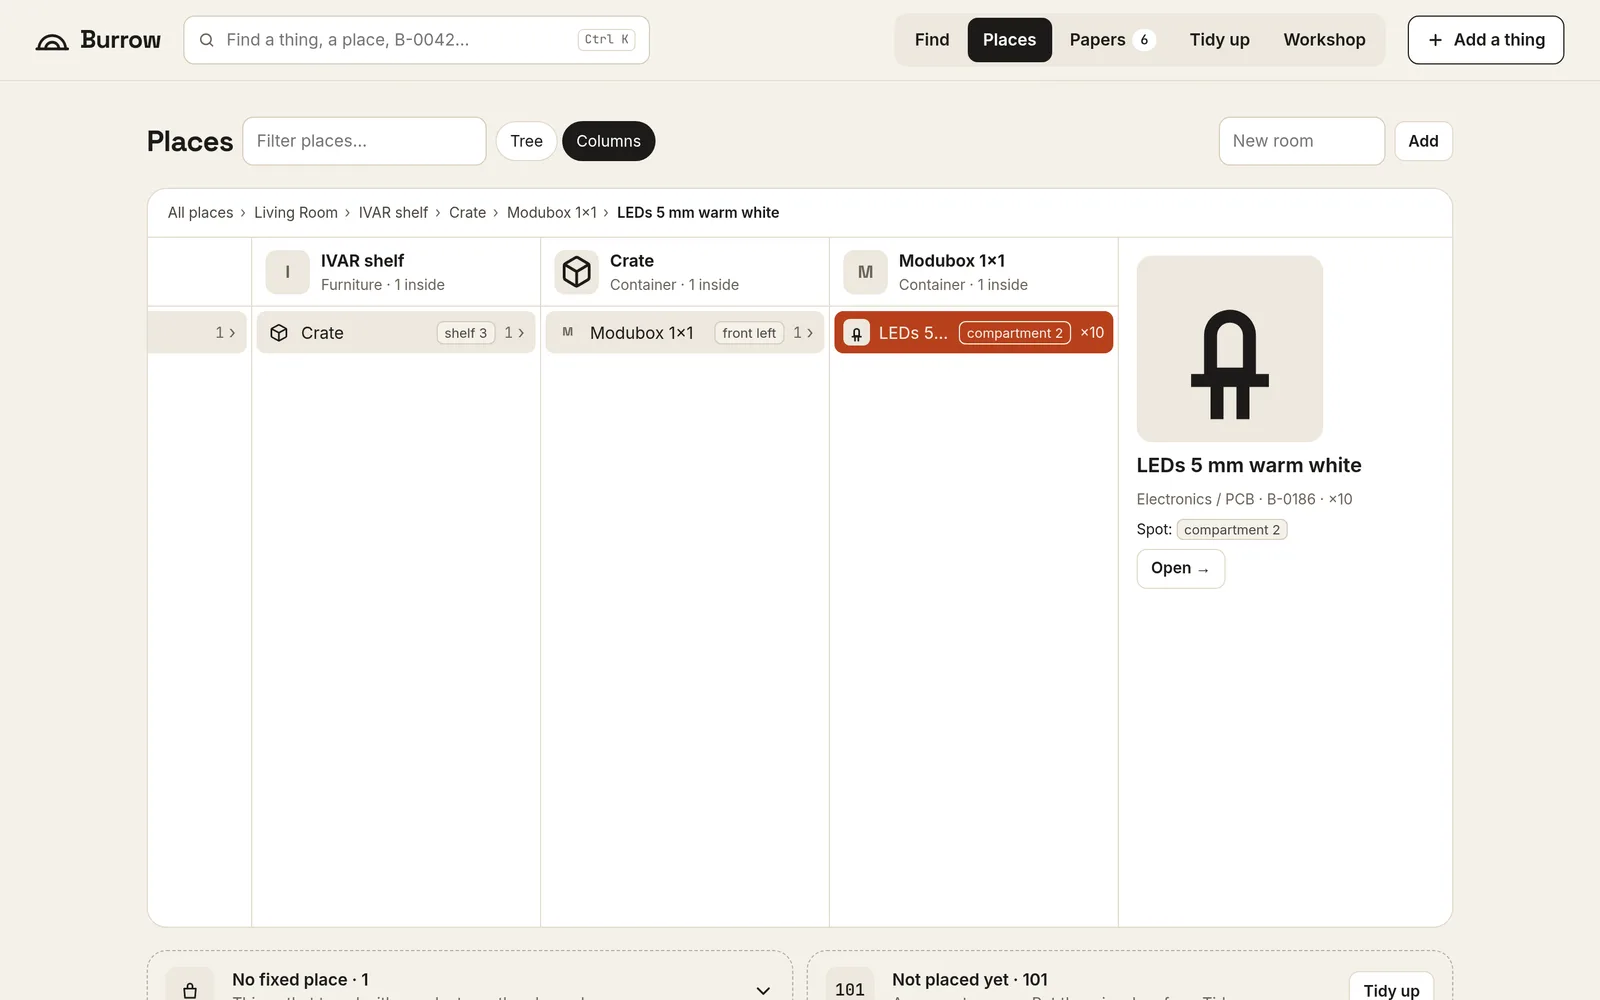 Burrow
Find a thing, a place, B-0042...
Ctrl K
Find
Places
Papers 6
Tidy up
Workshop
+ Add a thing
Places
Filter places...
Tree
Columns
New room
Add
All places › Living Room › IVAR shelf › Crate › Modubox 1×1 › LEDs 5 mm warm white
I
IVAR shelf
Furniture · 1 inside
Crate
Container · 1 inside
M
Modubox 1×1
Container · 1 inside
1 ›
Crate shelf 3 1 ›
M Modubox 1×1 front left 1 ›
LEDs 5... compartment 2 ×10
LEDs 5 mm warm white
Electronics / PCB · B-0186 · ×10
Spot: compartment 2
Open →
No fixed place · 1
101
Not placed yet · 101
Tidy up